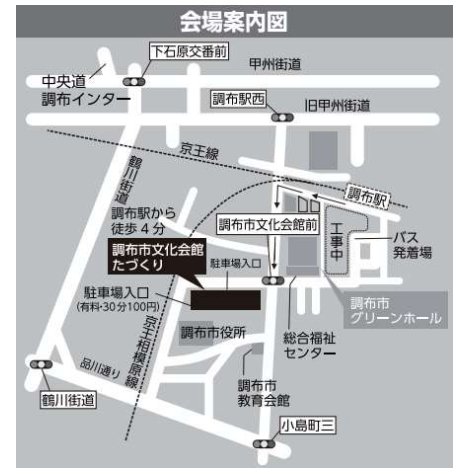 会場案内図
下石原交番前
甲州街道
中央道
調布インター
調布駅西
旧甲州街道
京王線
鶴川街道
調布駅
調布駅から
徒歩4分
調布市文化会館前
工事中
バス
発着場
調布市文化会館
たづくり
駐車場入口
駐車場入口
(有料・30分100円)
調布市
グリーンホール
京王相模原線
調布市役所
総合福祉
センター
品川通り
調布市
教育会館
鶴川街道
小島町三